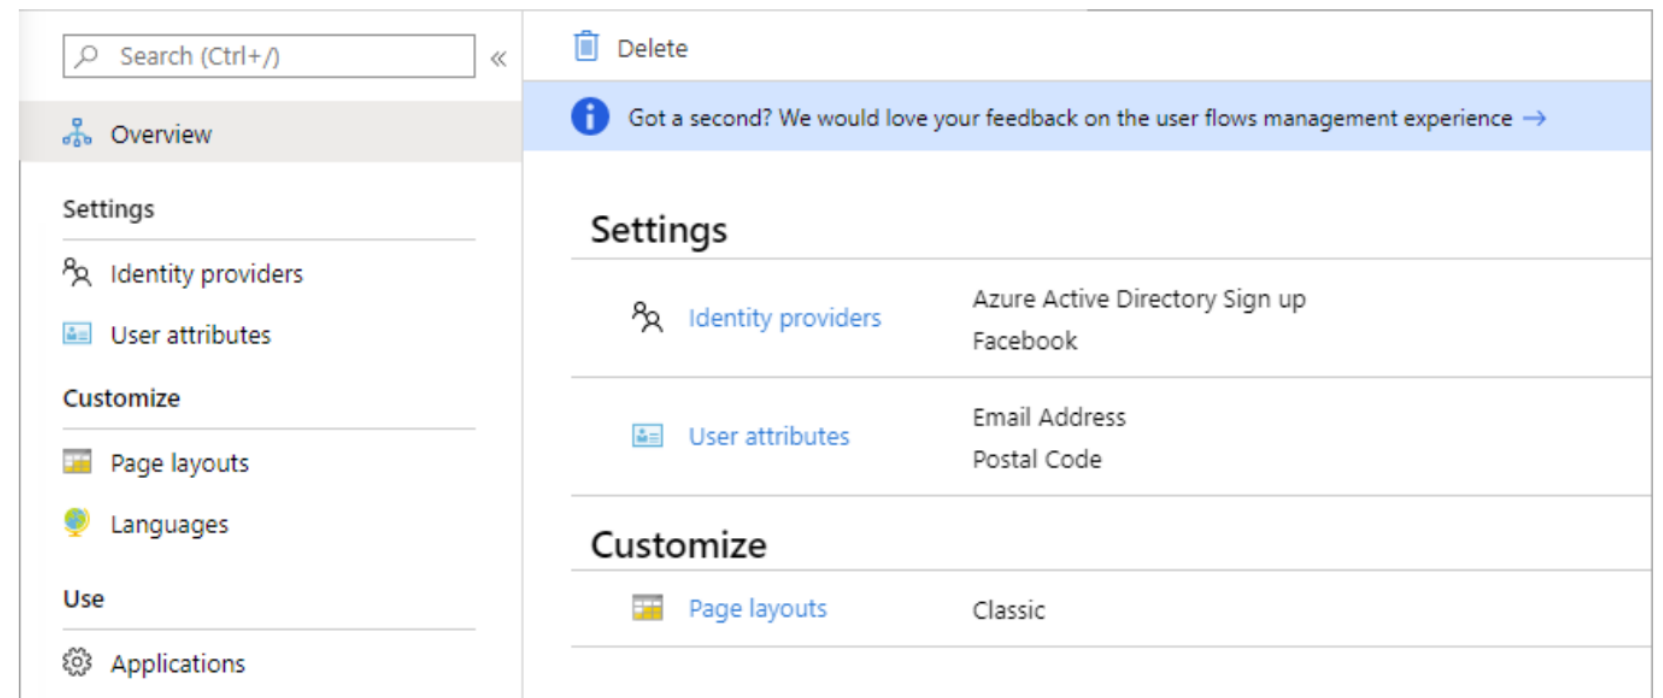 Search (Ctrl+/)
«
Overview
Settings
Identity providers
User attributes
Customize
Page layouts
Languages
Use
Applications
Delete
Got a second? We would love your feedback on the user flows management experience →
Settings
Identity providers
Azure Active Directory Sign up
Facebook
User attributes
Email Address
Postal Code
Customize
Page layouts
Classic